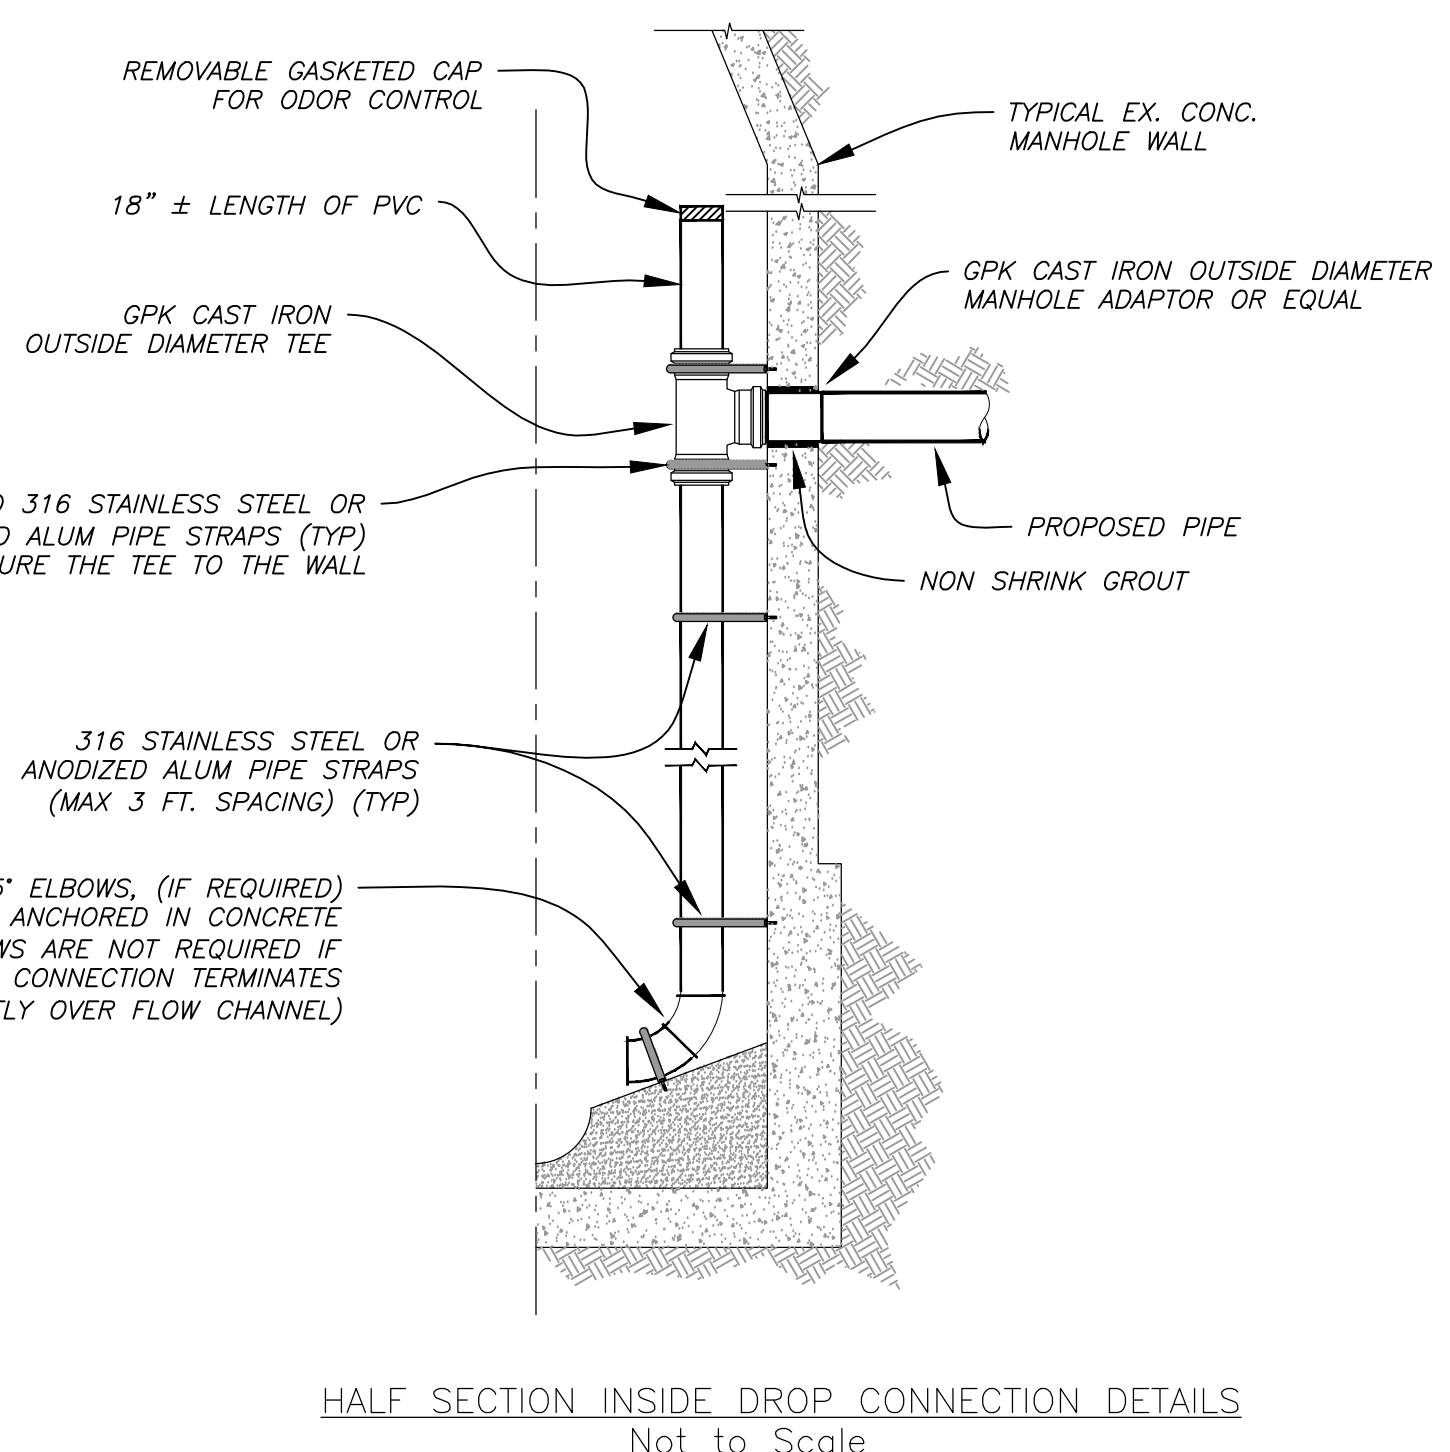 REMOVABLE GASKETED CAP
FOR ODOR CONTROL
TYPICAL EX. CONC.
MANHOLE WALL
18” ± LENGTH OF PVC
GPK CAST IRON OUTSIDE DIAMETER
MANHOLE ADAPTOR OR EQUAL
GPK CAST IRON
OUTSIDE DIAMETER TEE
316 STAINLESS STEEL OR
ALUM PIPE STRAPS (TYP)
THE TEE TO THE WALL
PROPOSED PIPE
NON SHRINK GROUT
316 STAINLESS STEEL OR
ANODIZED ALUM PIPE STRAPS
(MAX 3 FT. SPACING) (TYP)
ELBOWS, (IF REQUIRED)
ANCHORED IN CONCRETE
ARE NOT REQUIRED IF
CONNECTION TERMINATES
OVER FLOW CHANNEL)
HALF SECTION INSIDE DROP CONNECTION DETAILS
Not to Scale